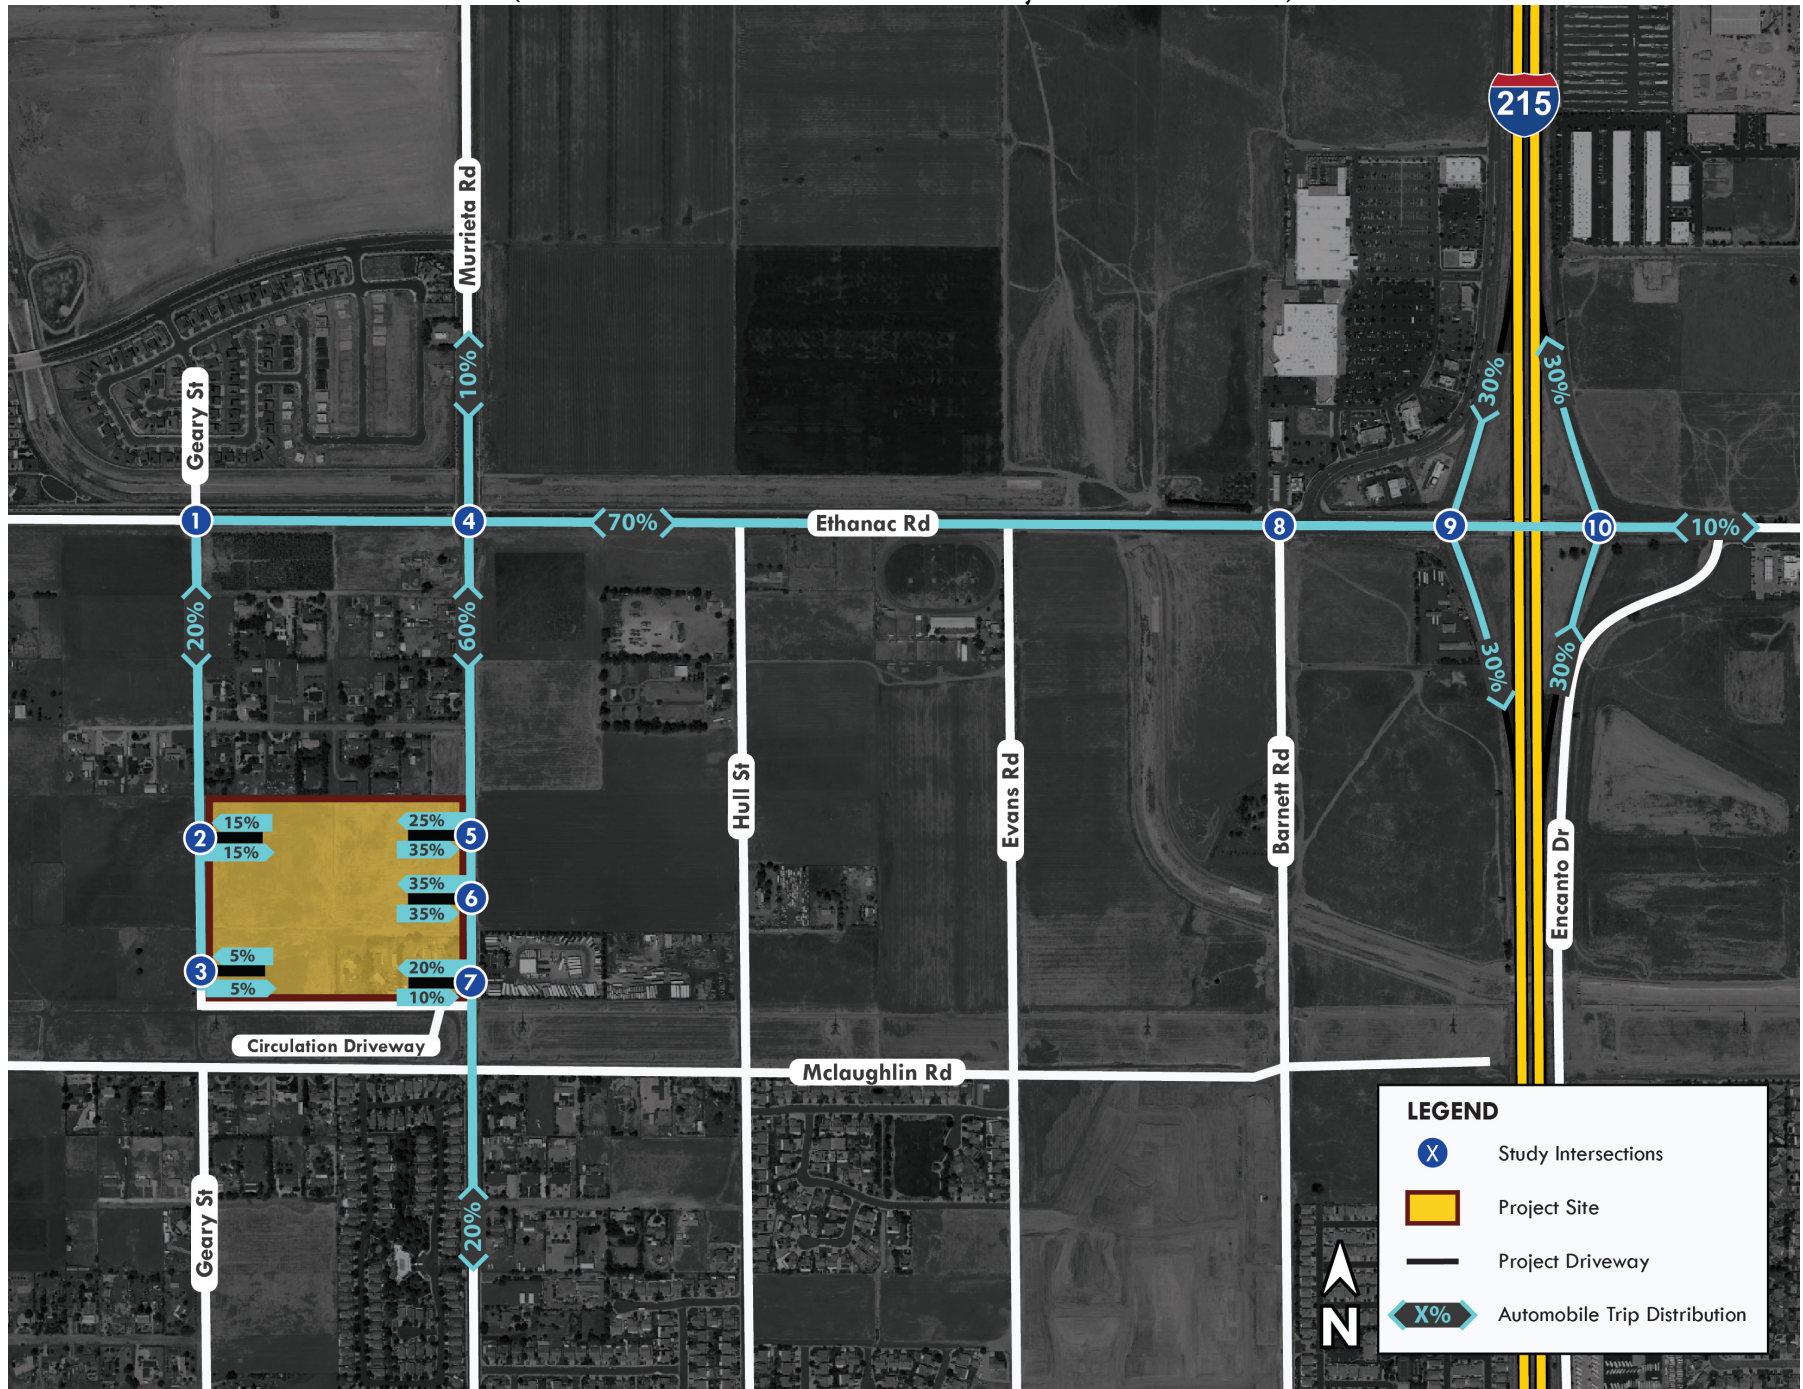 215
Murrieta Rd
10%
30%
30%
Geary St
1
4
70%
Ethanac Rd
8
9
10
10%
20%
60%
30%
30%
Hull St
Evans Rd
Barnett Rd
Encanto Dr
2
15%
15%
25%
35%
5
35%
35%
6
3
5%
5%
20%
10%
7
Circulation Driveway
Mclaughlin Rd
Geary St
20%
LEGEND
X Study Intersections
Project Site
Project Driveway
X% Automobile Trip Distribution
N